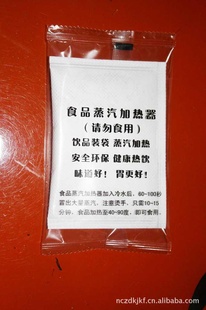 食品蒸汽加热器
（请勿食用）
饮品装袋 蒸汽加热
安全环保 健康热饮
味道好！ 胃更好！
食品蒸汽加热器加入冷水后，60-100秒
冒出大量蒸汽，注意烫手，只需10-15
分钟，食品加热至40-90度，即可食用。
nczdkjkf.cn.alibaba.com